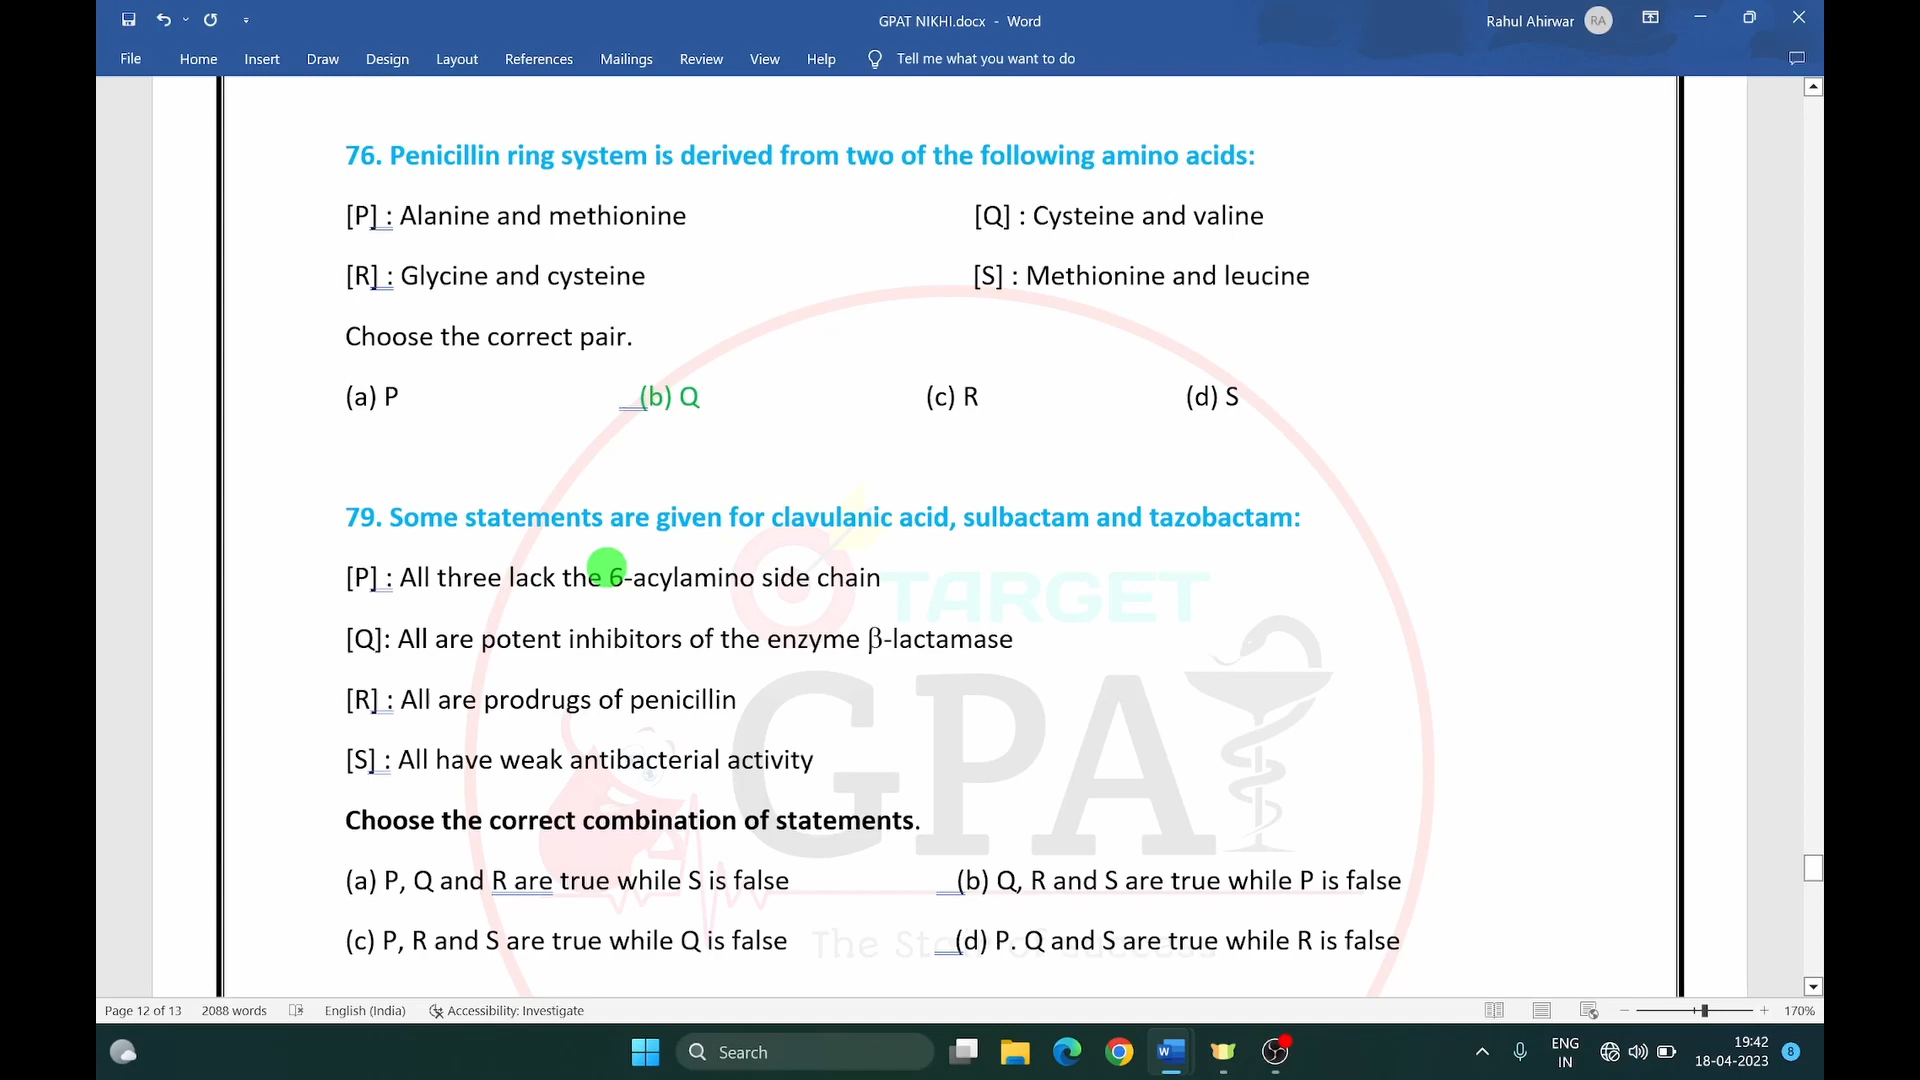 GPAT NIKHI.docx - Word
Rahul Ahirwar RA
File Home Insert Draw Design Layout References Mailings Review View Help Tell me what you want to do
76. Penicillin ring system is derived from two of the following amino acids:
[P] : Alanine and methionine [Q] : Cysteine and valine
[R] : Glycine and cysteine [S] : Methionine and leucine
Choose the correct pair.
(a) P (b) Q (c) R (d) S
79. Some statements are given for clavulanic acid, sulbactam and tazobactam:
[P] : All three lack the 6-acylamino side chain
TARGET
[Q]: All are potent inhibitors of the enzyme β-lactamase
[R] : All are prodrugs of penicillin
GPAT
[S] : All have weak antibacterial activity
Choose the correct combination of statements.
(a) P, Q and R are true while S is false (b) Q, R and S are true while P is false
(c) P, R and S are true while Q is false (d) P. Q and S are true while R is false
Page 12 of 13 2088 words English (India) Accessibility: Investigate 170%
Search
ENG
IN
19:42
18-04-2023
8